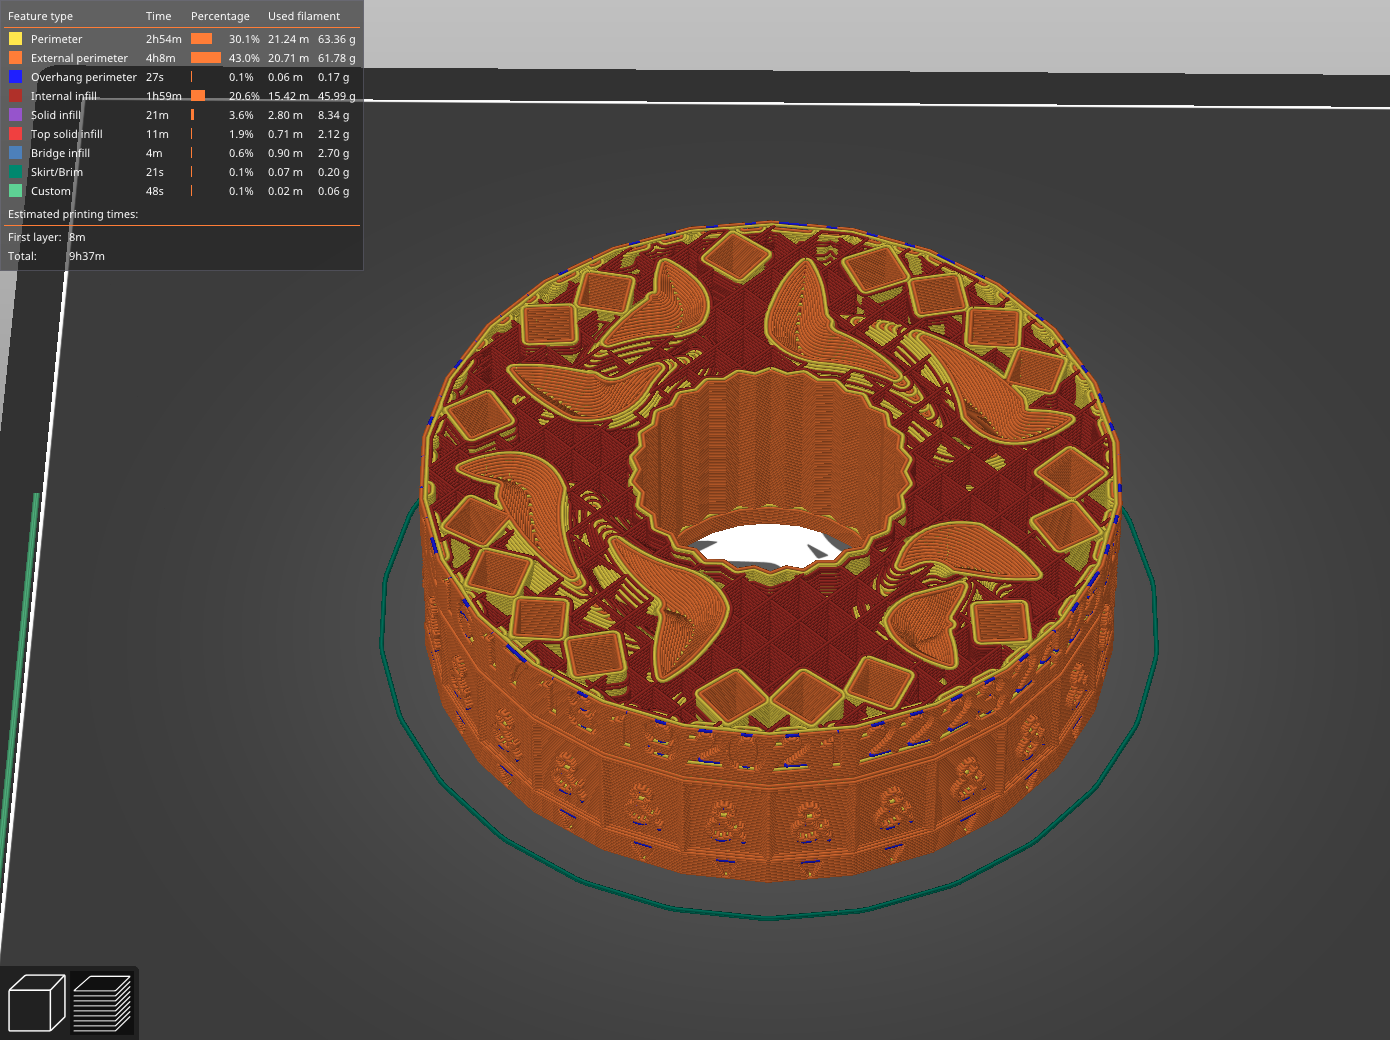 Feature type Time Percentage Used filament
Perimeter 2h54m 30.1% 21.24 m 63.36 g
External perimeter 4h8m 43.0% 20.71 m 61.78 g
Overhang perimeter 27s 0.1% 0.06 m 0.17 g
Internal infill 1h59m 20.6% 15.42 m 45.99 g
Solid infill 21m 3.6% 2.80 m 8.34 g
Top solid infill 11m 1.9% 0.71 m 2.12 g
Bridge infill 4m 0.6% 0.90 m 2.70 g
Skirt/Brim 21s 0.1% 0.07 m 0.20 g
Custom 48s 0.1% 0.02 m 0.06 g
Estimated printing times:
First layer: 8m
Total: 9h37m